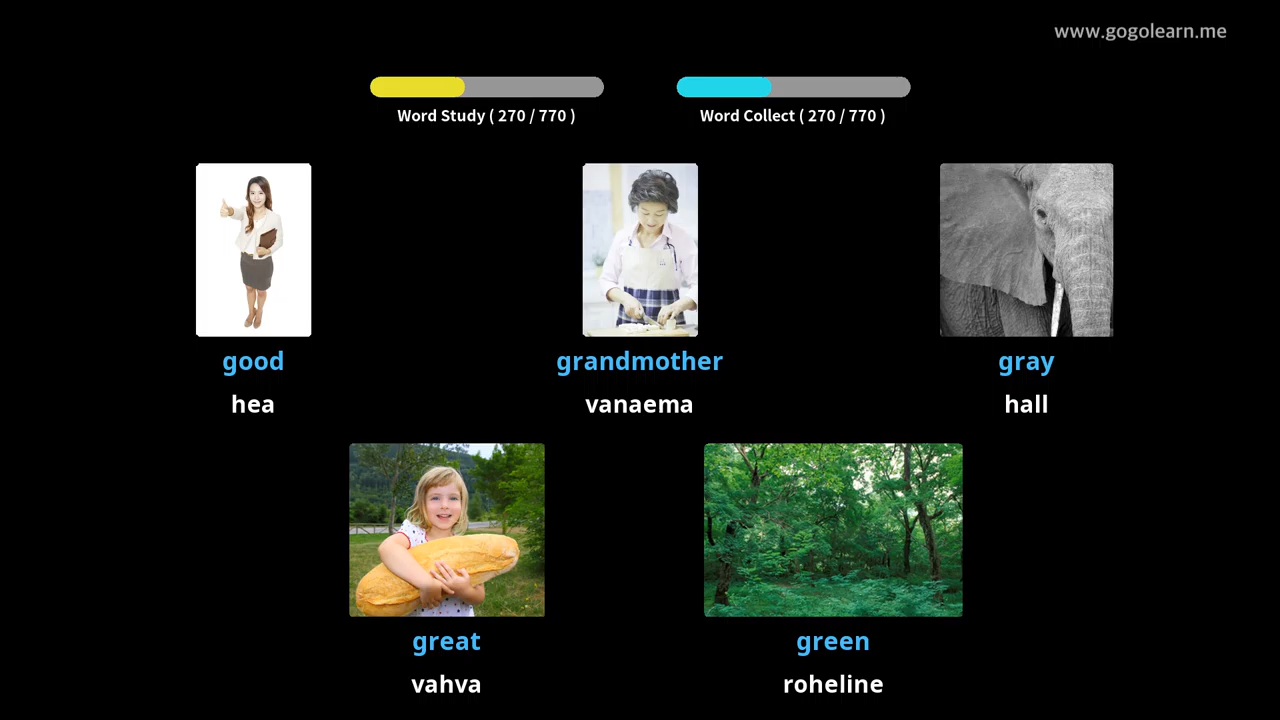 www.gogolearn.me
Word Study ( 270 / 770 )
Word Collect ( 270 / 770 )
good
hea
grandmother
vanaema
gray
hall
great
vahva
green
roheline